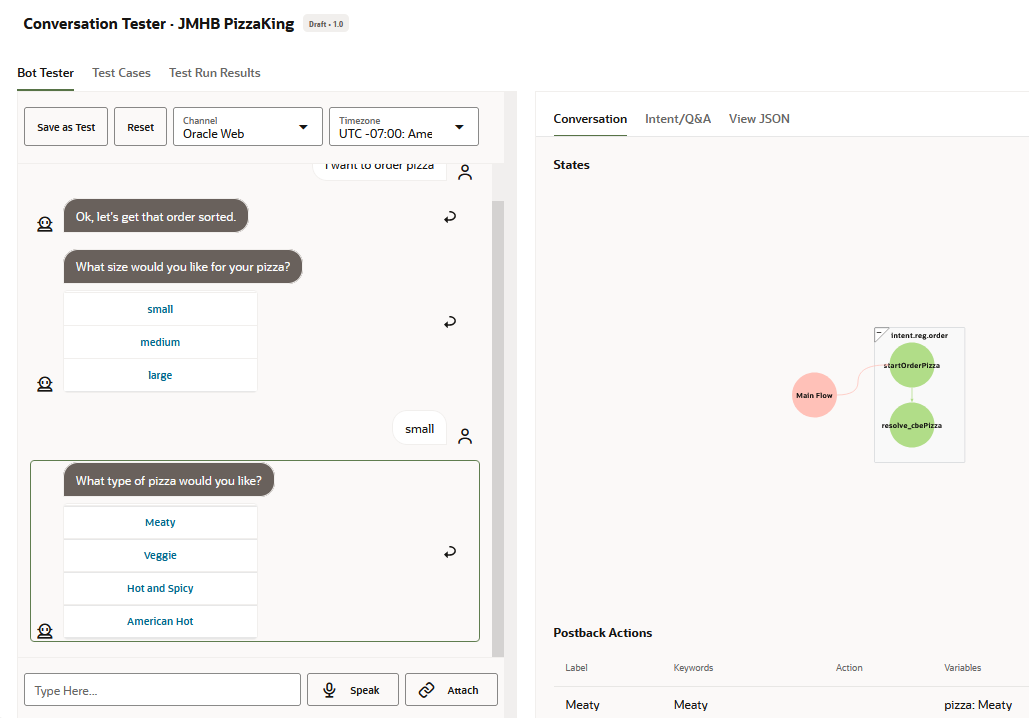 Conversation Tester · JMHB PizzaKing Draft • 1.0
Bot Tester Test Cases Test Run Results
Save as Test Reset Channel Oracle Web Timezone UTC -07:00: Ame
I want to order pizza
Ok, let's get that order sorted.
What size would you like for your pizza?
small
medium
large
small
What type of pizza would you like?
Meaty
Veggie
Hot and Spicy
American Hot
Type Here... Speak Attach
Conversation Intent/Q&A View JSON
States
intent.reg.order
startOrderPizza
Main Flow
resolve_cbePizza
Postback Actions
Label Keywords Action Variables
Meaty Meaty pizza: Meaty